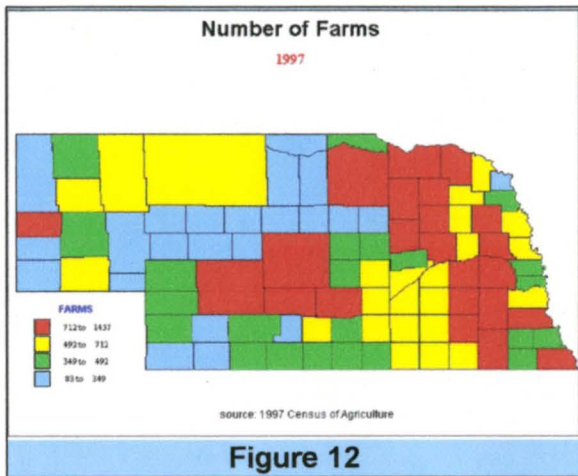 Number of Farms
1997
FARMS
712 to 1437
492 to 712
349 to 492
83 to 349
source: 1997 Census of Agriculture
Figure 12